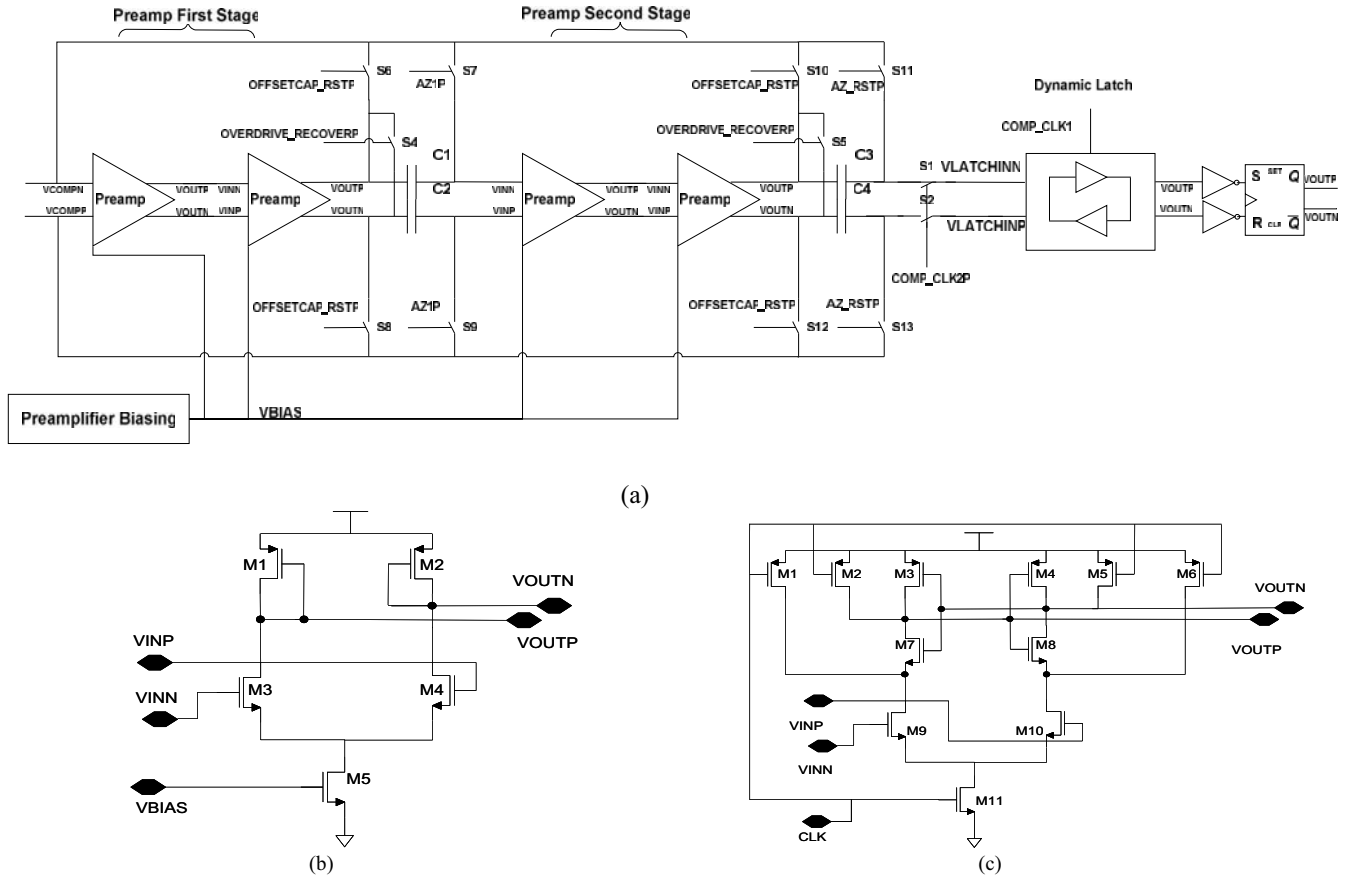 Preamp First Stage
Preamp Second Stage
S6
S7
S10
S11
OFFSETCAP_RSTP
AZ1P
OFFSETCAP_RSTP
AZ_RSTP
Dynamic Latch
OVERDRIVE_RECOVERP
S4
OVERDRIVE_RECOVERP
S5
COMP_CLK1
C1
C3
S1
VLATCHINN
VCOMPN
VOUTP
VINN
VOUTP
C2
VINN
VOUTP
VINN
VOUTP
C4
VOUTP
S
SET
Q
VOUTP
Preamp
Preamp
Preamp
Preamp
VCOMPP
VOUTN
VINP
VOUTN
VINP
VOUTN
VINP
VOUTN
S2
VLATCHINP
VOUTN
R
CLR
Q
VOUTN
COMP_CLK2P
OFFSETCAP_RSTP
S8
AZ1P
S9
OFFSETCAP_RSTP
S12
AZ_RSTP
S13
Preamplifier Biasing
VBIAS
(a)
M1
M2
VOUTN
VOUTP
VINP
VINN
M3
M4
VBIAS
M5
(b)
M1
M2
M3
M4
M5
M6
VOUTN
VOUTP
M7
M8
VINP
VINN
M9
M10
CLK
M11
(c)